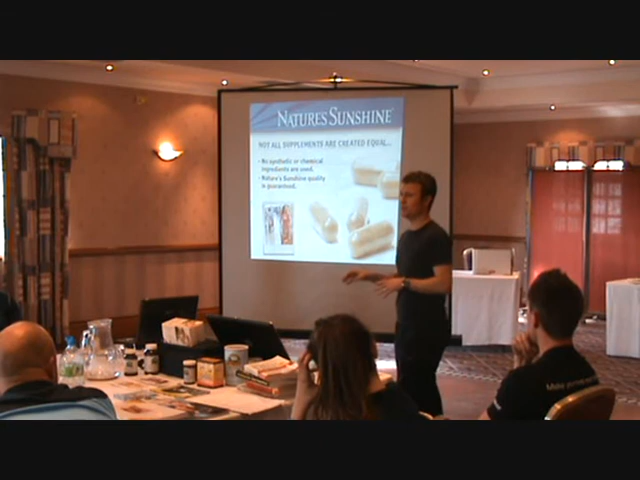 NATURE'S SUNSHINE
NOT ALL SUPPLEMENTS ARE CREATED EQUAL...
• No synthetic or chemical
ingredients are used.
• Nature's Sunshine quality
is guaranteed.